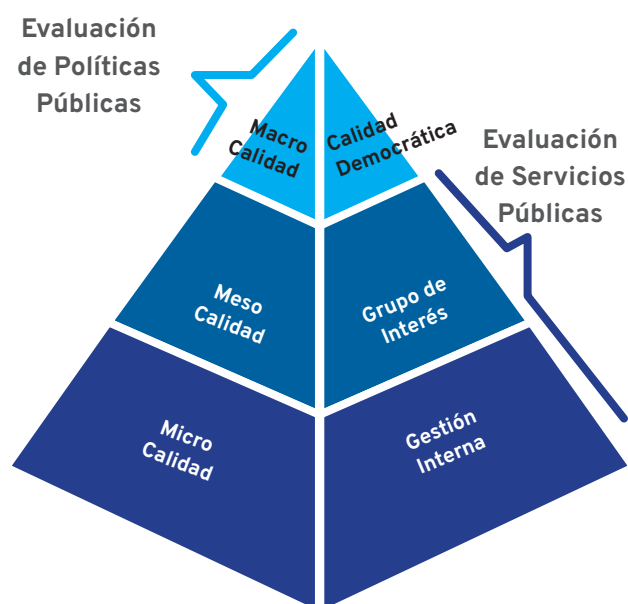 Evaluación
de Políticas
Públicas
Macro
Calidad
Calidad
Democrática
Evaluación
de Servicios
Públicas
Meso
Calidad
Grupo de
Interés
Micro
Calidad
Gestión
Interna